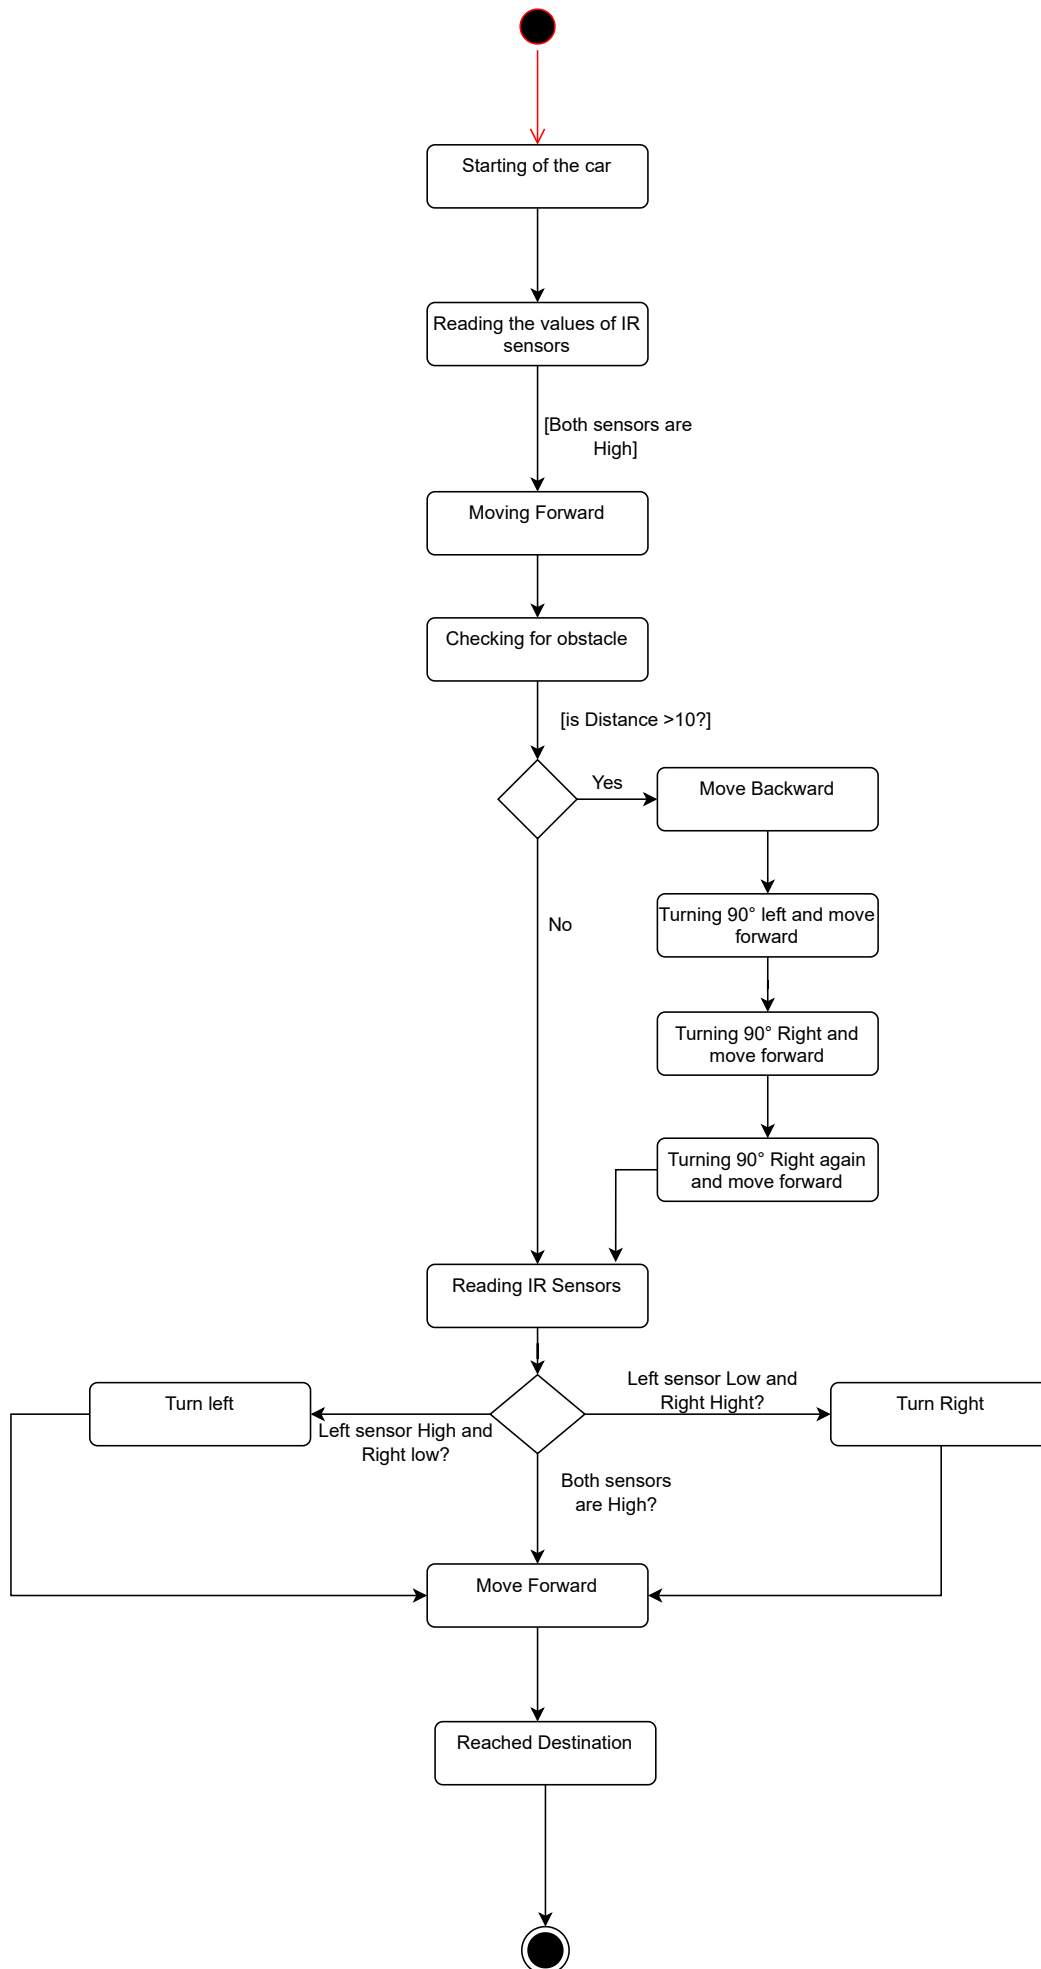 Starting of the car
Reading the values of IR
sensors
[Both sensors are
High]
Moving Forward
Checking for obstacle
[is Distance >10?]
Yes
Move Backward
No
Turning 90° left and move
forward
Turning 90° Right and
move forward
Turning 90° Right again
and move forward
Reading IR Sensors
Turn left
Left sensor High and
Right low?
Left sensor Low and
Right Hight?
Turn Right
Both sensors
are High?
Move Forward
Reached Destination